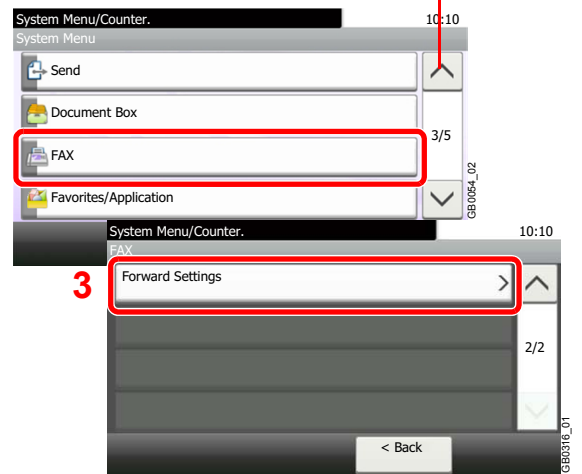 System Menu/Counter.
10:10
System Menu
Send
Document Box
3/5
FAX
Favorites/Application
GB0054_02
System Menu/Counter.
10:10
FAX
3
Forward Settings
2/2
< Back
GB0316_01